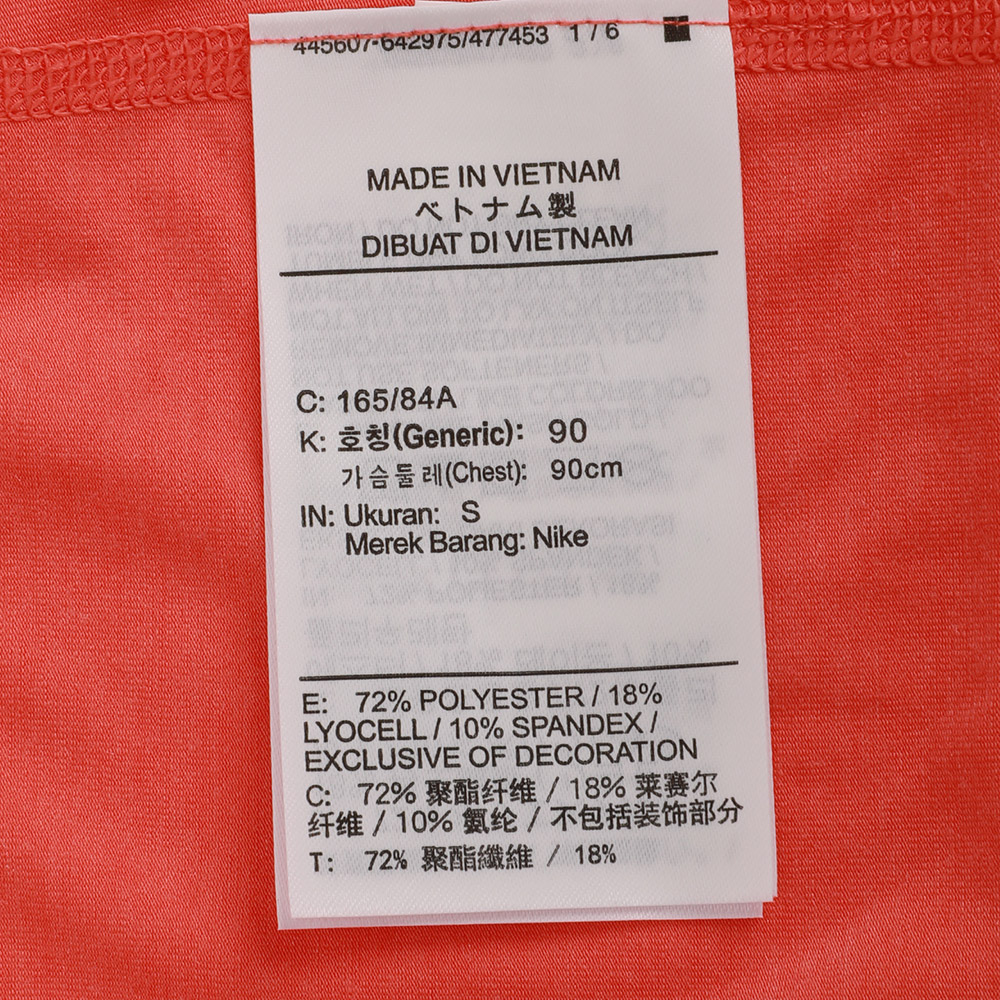 445607-642975/477453 1 / 6
MADE IN VIETNAM
ベトナム製
DIBUAT DI VIETNAM
C: 165/84A
K: 호칭(Generic): 90
가슴둘레(Chest): 90cm
IN: Ukuran: S
Merek Barang: Nike
E: 72% POLYESTER / 18%
LYOCELL / 10% SPANDEX /
EXCLUSIVE OF DECORATION
C: 72% 聚酯纤维 / 18% 莱赛尔
纤维 / 10% 氨纶 / 不包括装饰部分
T: 72% 聚酯纖維 / 18%